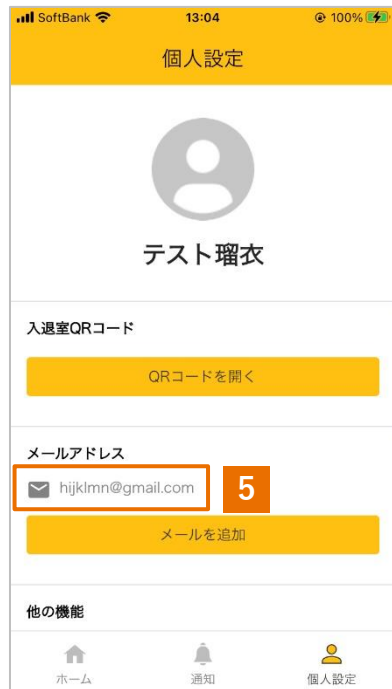 SoftBank 13:04 100%
個人設定
テスト瑠衣
入退室QRコード
QRコードを開く
メールアドレス
hijklmn@gmail.com 5
メールを追加
他の機能
ホーム 通知 個人設定